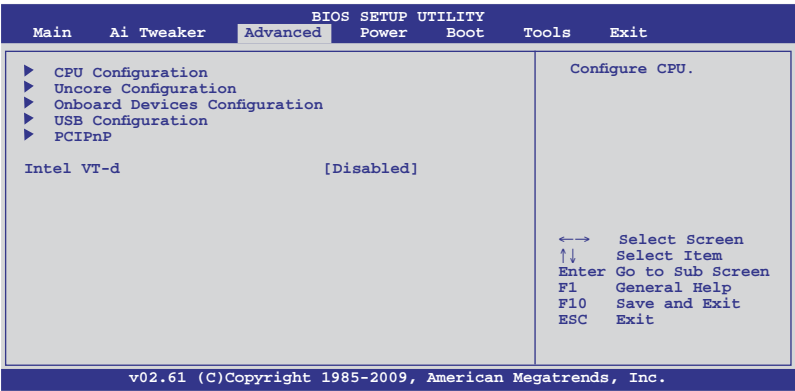 BIOS SETUP UTILITY
Main Ai Tweaker Advanced Power Boot Tools Exit
CPU Configuration
Uncore Configuration
Onboard Devices Configuration
USB Configuration
PCIPnP
Intel VT-d [Disabled]
Configure CPU.
←→ Select Screen
↑↓ Select Item
Enter Go to Sub Screen
F1 General Help
F10 Save and Exit
ESC Exit
v02.61 (C)Copyright 1985-2009, American Megatrends, Inc.